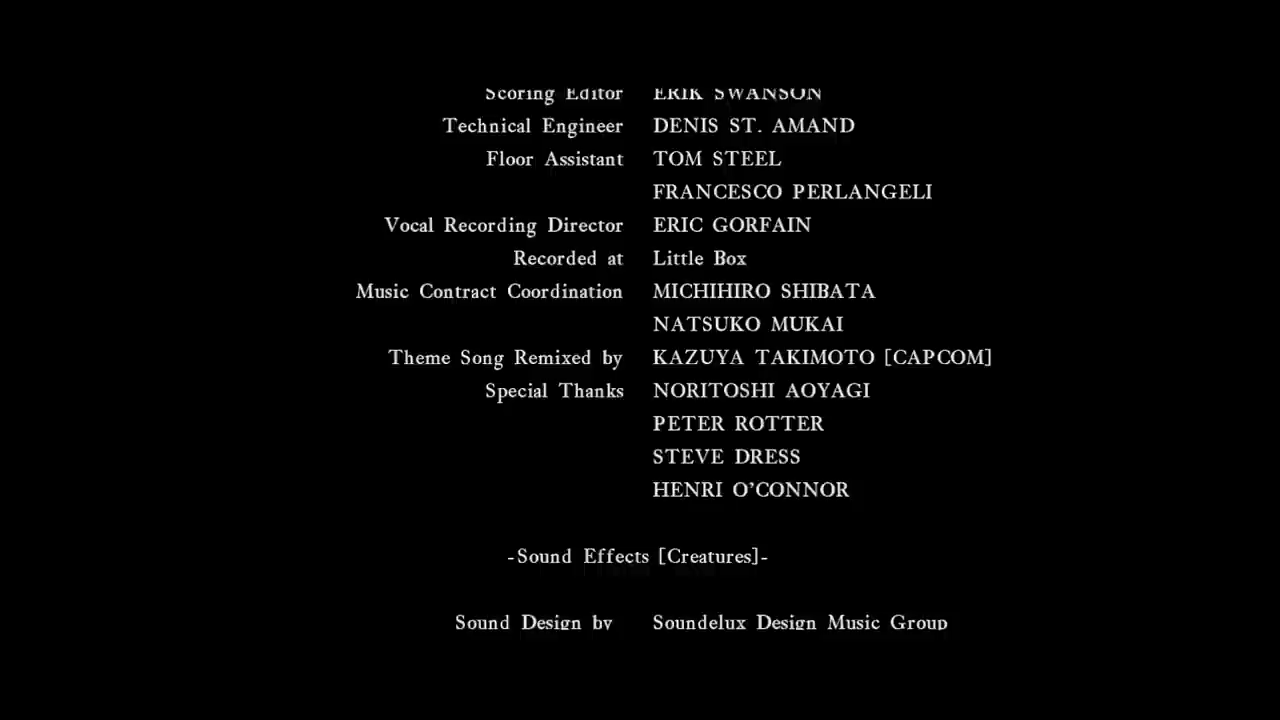 Scoring Editor ERIK SWANSON
Technical Engineer DENIS ST. AMAND
Floor Assistant TOM STEEL
FRANCESCO PERLANGELI
Vocal Recording Director ERIC GORFAIN
Recorded at Little Box
Music Contract Coordination MICHIHIRO SHIBATA
NATSUKO MUKAI
Theme Song Remixed by KAZUYA TAKIMOTO [CAPCOM]
Special Thanks NORITOSHI AOYAGI
PETER ROTTER
STEVE DRESS
HENRI O'CONNOR
-Sound Effects [Creatures]-
Sound Design by Soundelux Design Music Group